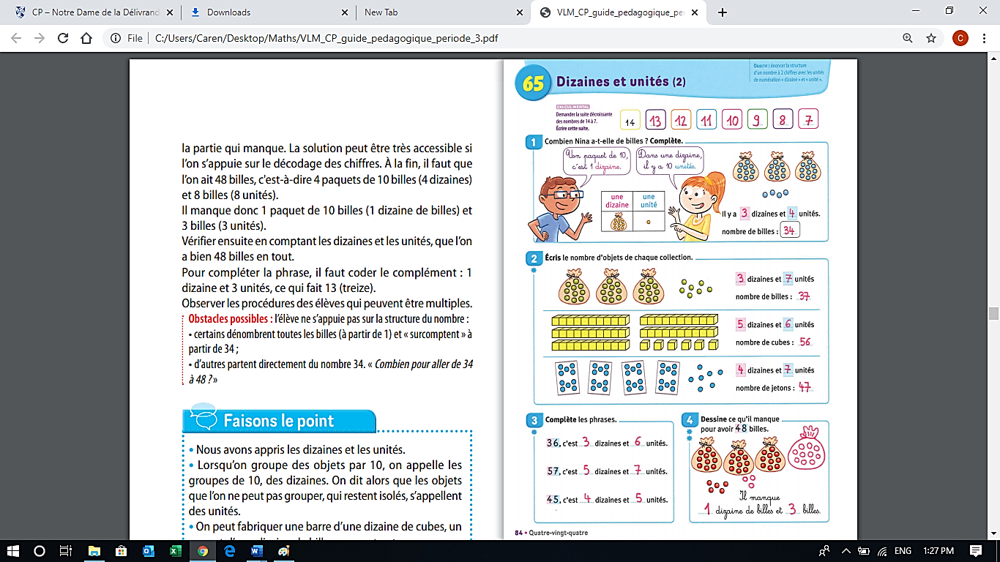 CP – Notre Dame de la Délivrand
Downloads
New Tab
VLM_CP_guide_pedagogique_pe
File C:/Users/Caren/Desktop/Maths/VLM_CP_guide_pedagogique_periode_3.pdf
C
la partie qui manque. La solution peut être très accessible si
l'on s'appuie sur le décodage des chiffres. À la fin, il faut que
l'on ait 48 billes, c'est-à-dire 4 paquets de 10 billes (4 dizaines)
et 8 billes (8 unités).
Il manque donc 1 paquet de 10 billes (1 dizaine de billes) et
3 billes (3 unités).
Vérifier ensuite en comptant les dizaines et les unités, que l'on
a bien 48 billes en tout.
Pour compléter la phrase, il faut coder le complément : 1
dizaine et 3 unités, ce qui fait 13 (treize).
Observer les procédures des élèves qui peuvent être multiples.
Obstacles possibles : l'élève ne s'appuie pas sur la structure du nombre :
• certains dénombrent toutes les billes (à partir de 1) et « surcomptent » à
partir de 34 ;
• d'autres partent directement du nombre 34. « Combien pour aller de 34
à 48 ? »
Faisons le point
• Nous avons appris les dizaines et les unités.
• Lorsqu'on groupe des objets par 10, on appelle les
groupes de 10, des dizaines. On dit alors que les objets
que l'on ne peut pas grouper, qui restent isolés, s'appellent
des unités.
• On peut fabriquer une barre d'une dizaine de cubes, un
65 Dizaines et unités (2)
OBJECTIF : énoncer la structure
d'un nombre à 2 chiffres avec les unités
de numération « dizaine » et « unité ».
CALCUL MENTAL
Demander la suite décroissante
des nombres de 14 à 7.
Écrire cette suite.
14 13 12 11 10 9 8 7
1 Combien Nina a-t-elle de billes ? Complète.
Un paquet de 10,
c'est 1 dizaine.
Dans une dizaine,
il y a 10 unités.
une dizaine
une unité
Il y a 3 dizaines et 4 unités.
nombre de billes : 34
2 Écris le nombre d'objets de chaque collection.
3 dizaines et 7 unités
nombre de billes : 37
5 dizaines et 6 unités
nombre de cubes : 56
4 dizaines et 7 unités
nombre de jetons : 47
3 Complète les phrases.
36, c'est 3 dizaines et 6 unités.
57, c'est 5 dizaines et 7 unités.
45, c'est 4 dizaines et 5 unités.
4 Dessine ce qu'il manque
pour avoir 48 billes.
Il manque
1 dizaine de billes et 3 billes.
84 • Quatre-vingt-quatre
ENG 1:27 PM